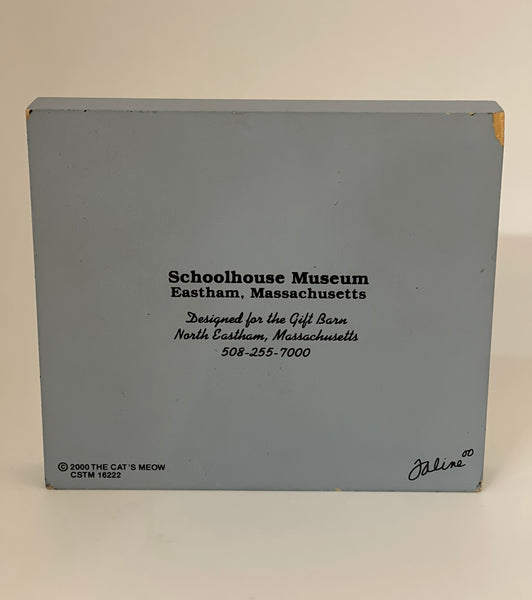 Schoolhouse Museum
Eastham, Massachusetts
Designed for the Gift Barn
North Eastham, Massachusetts
508-255-7000
© 2000 THE CAT'S MEOW
CSTM 16222
Faline 00